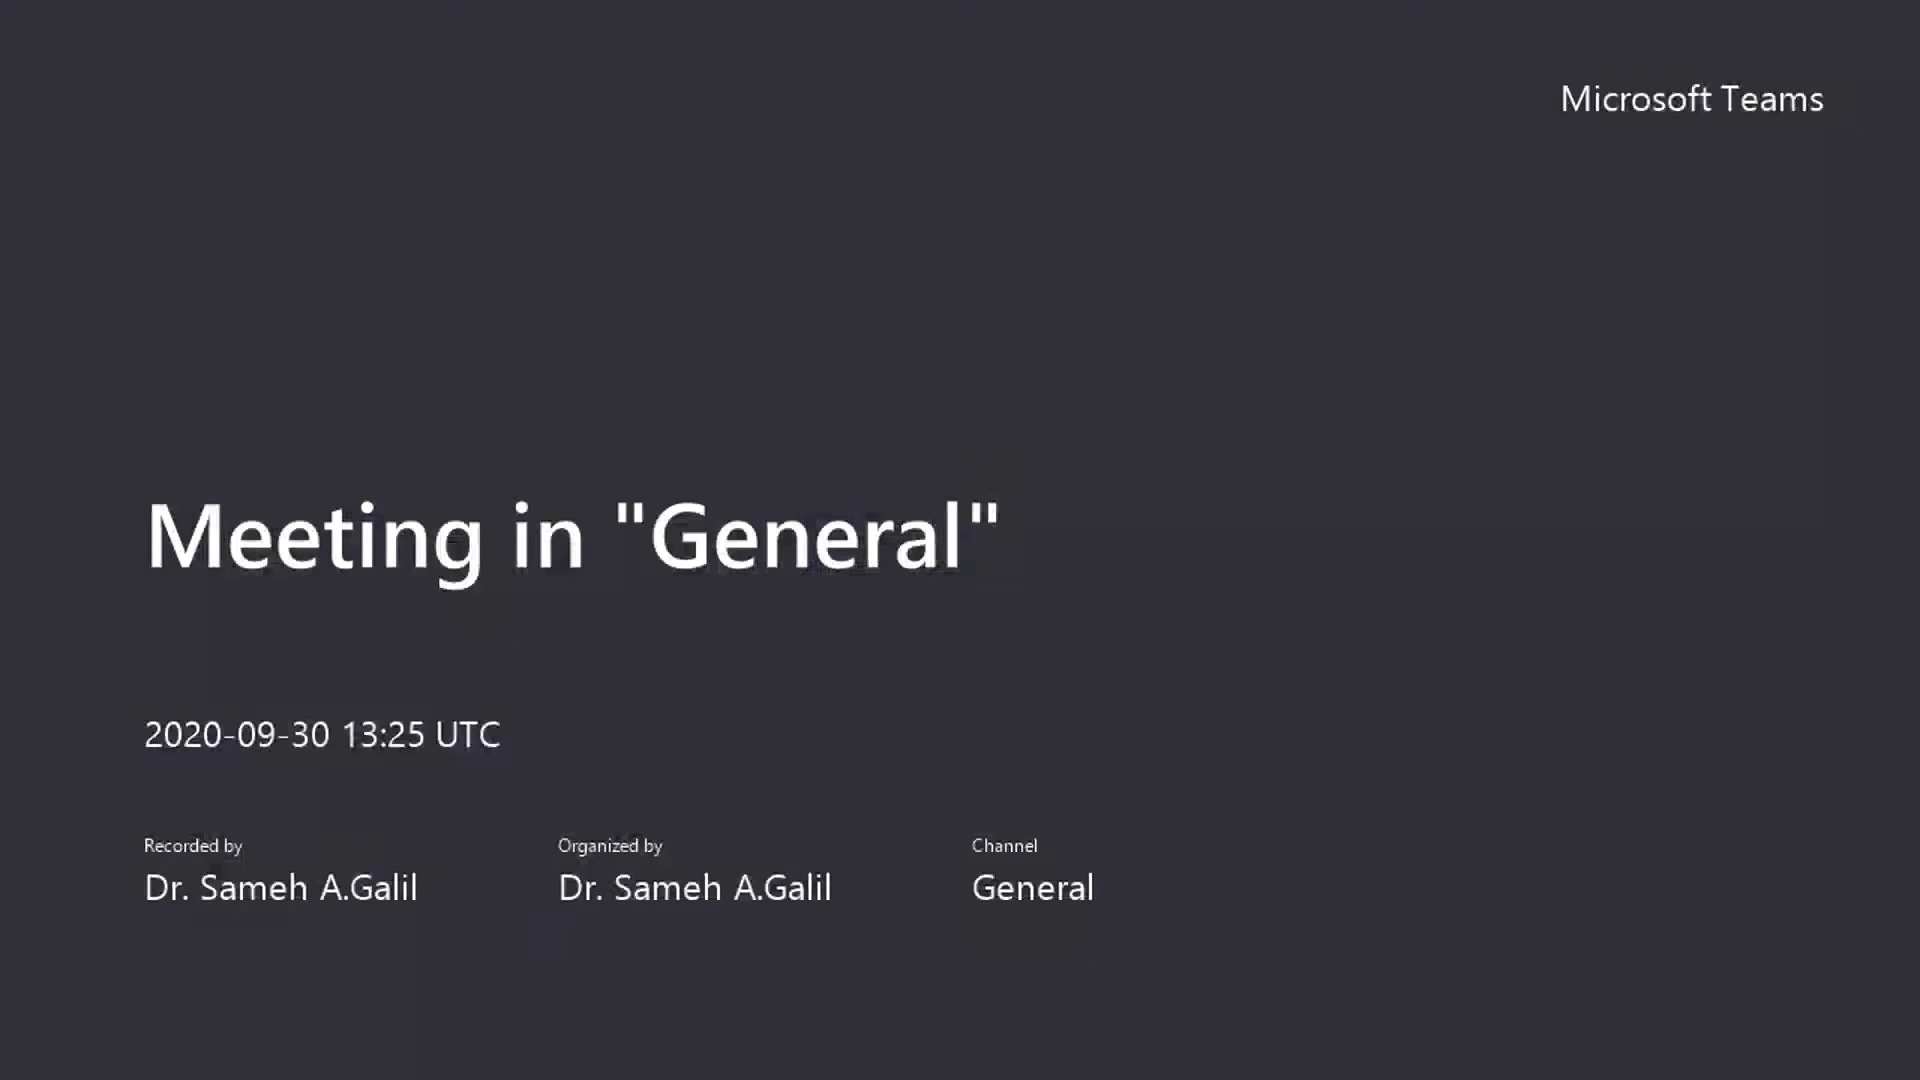 Microsoft Teams
Meeting in "General"
2020-09-30 13:25 UTC
Recorded by
Dr. Sameh A.Galil
Organized by
Dr. Sameh A.Galil
Channel
General